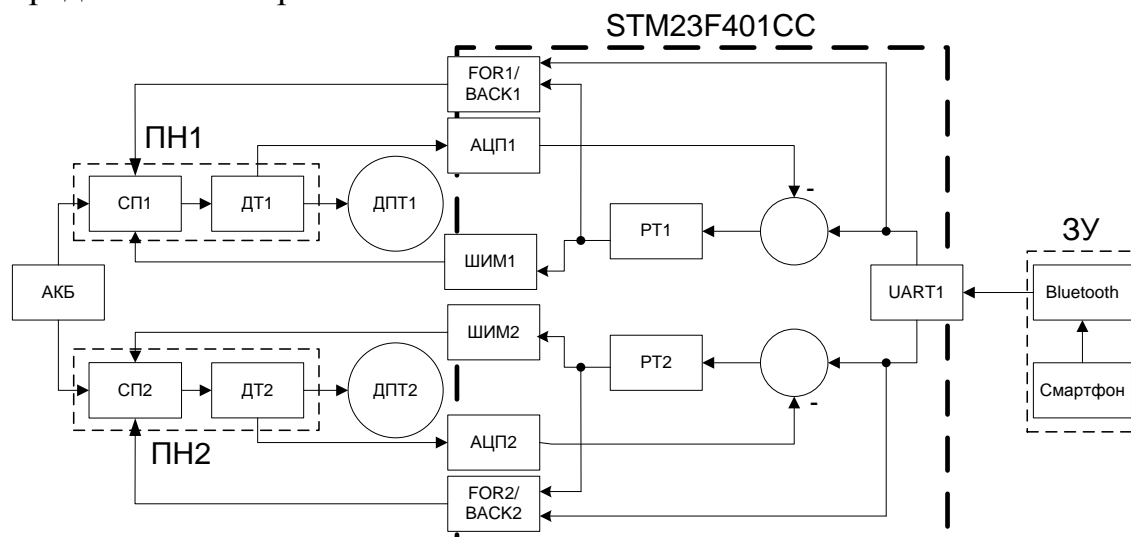 STM23F401CC
FOR1/
BACK1
ПН1
АЦП1
-
СП1
ДТ1
ДПТ1
РТ1
ЗУ
ШИМ1
АКБ
UART1
Bluetooth
ШИМ2
РТ2
СП2
ДТ2
ДПТ2
Смартфон
-
АЦП2
ПН2
FOR2/
BACK2